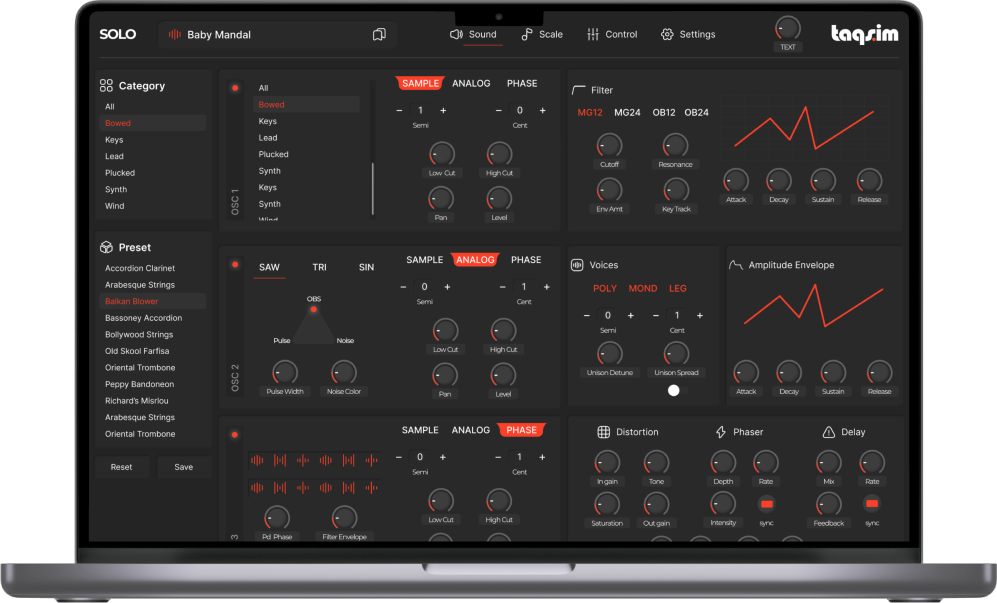 SOLO
Baby Mandal
Sound
Scale
Control
Settings
TEXT
taqs.im
Category
All
Bowed
Keys
Lead
Plucked
Synth
Wind
Preset
Accordion Clarinet
Arabesque Strings
Balkan Blower
Bassoney Accordion
Bollywood Strings
Old Skool Farfisa
Oriental Trombone
Peppy Bandoneon
Richard's Misrlou
Arabesque Strings
Oriental Trombone
Reset
Save
OSC 1
All
Bowed
Keys
Lead
Plucked
Synth
Keys
Synth
Wind
SAMPLE ANALOG PHASE
− 1 + − 0 +
Semi Cent
Low Cut High Cut
Pan Level
Filter
MG12 MG24 OB12 OB24
Cutoff Resonance
Env Amt Key Track
Attack Decay Sustain Release
OSC 2
SAW TRI SIN
OBS
Pulse Noise
Pulse Width Noise Color
SAMPLE ANALOG PHASE
− 0 + − 1 +
Semi Cent
Low Cut High Cut
Pan Level
Voices
POLY MOND LEG
− 0 + − 1 +
Semi Cent
Unison Detune Unison Spread
Amplitude Envelope
Attack Decay Sustain Release
3
Pd. Phase Filter Envelope
SAMPLE ANALOG PHASE
− 0 + − 1 +
Semi Cent
Low Cut High Cut
Distortion
In gain Tone
Saturation Out gain
Phaser
Depth Rate
Intensity sync
Delay
Mix Rate
Feedback sync